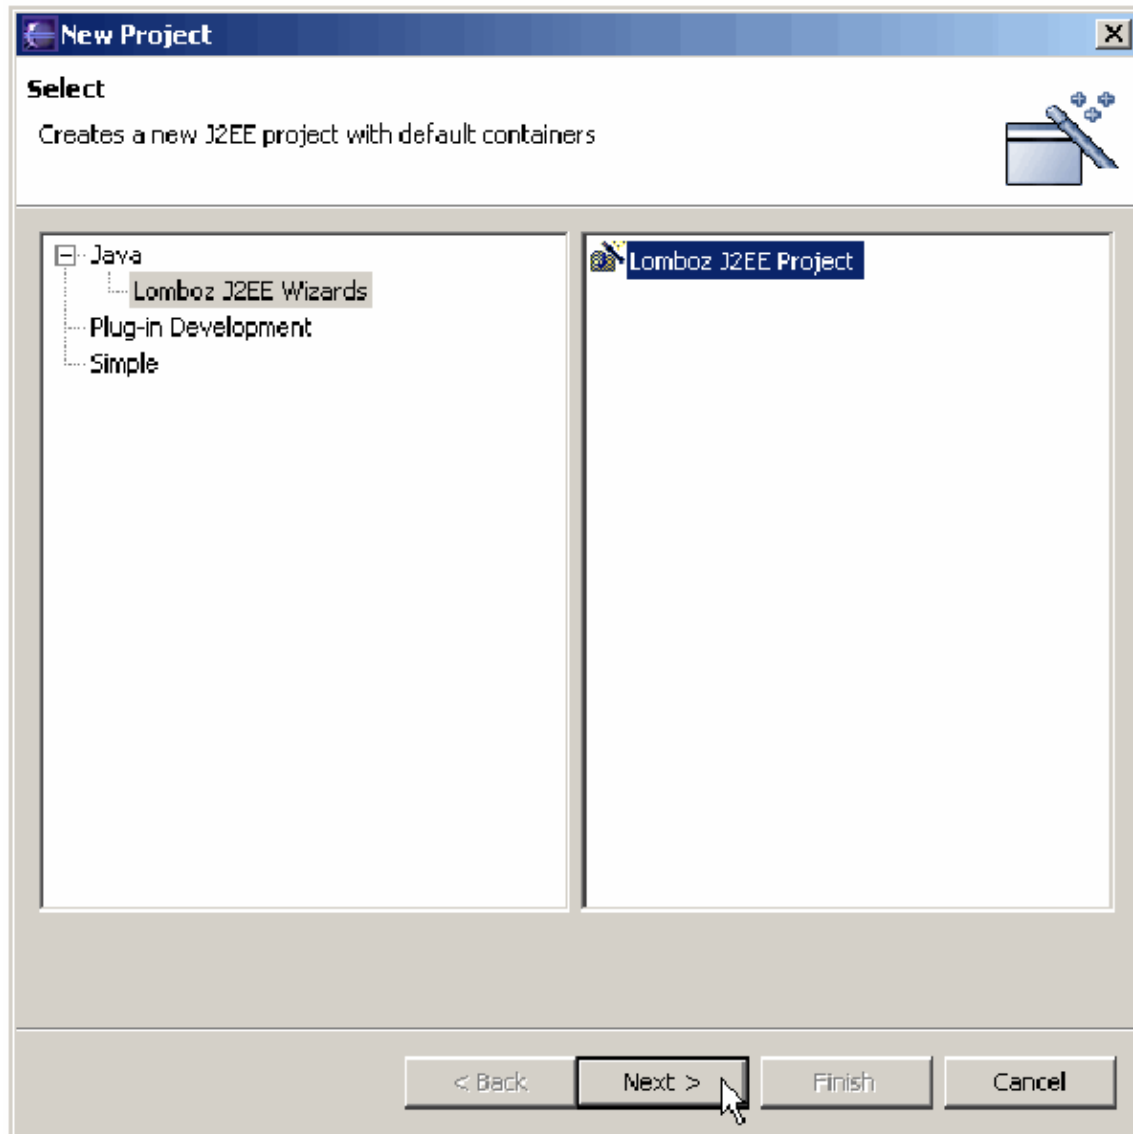 New Project
Select
Creates a new J2EE project with default containers
Java
Lomboz J2EE Wizards
Plug-in Development
Simple
Lomboz J2EE Project
< Back
Next >
Finish
Cancel